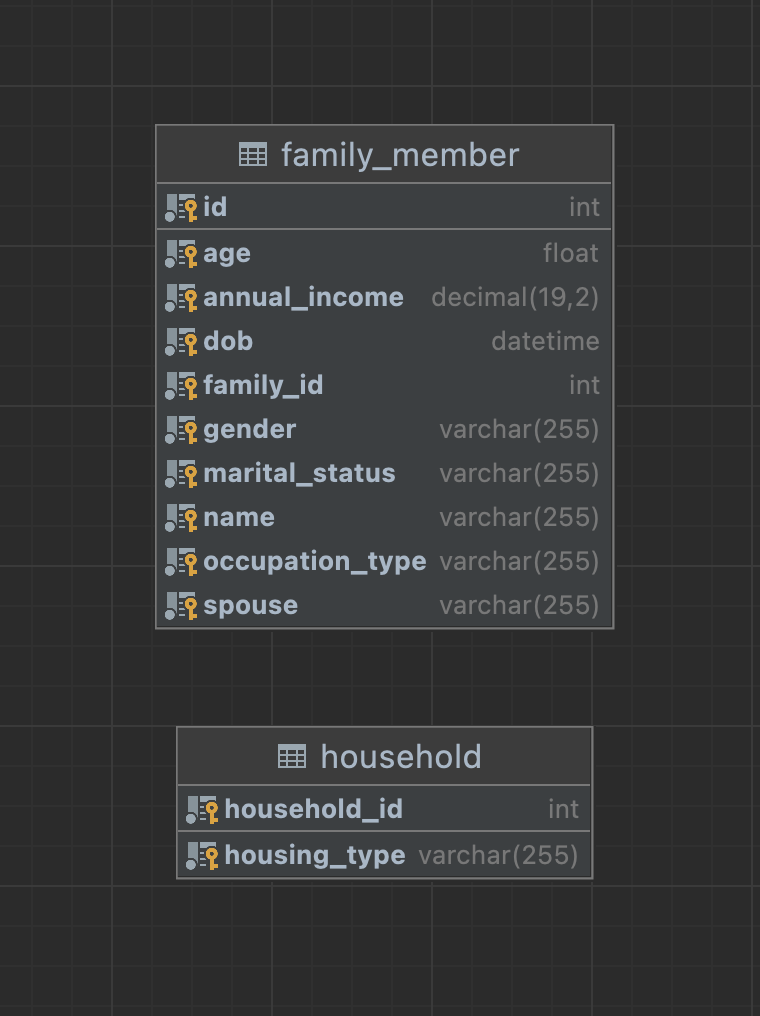 family_member
id int
age float
annual_income decimal(19,2)
dob datetime
family_id int
gender varchar(255)
marital_status varchar(255)
name varchar(255)
occupation_type varchar(255)
spouse varchar(255)
household
household_id int
housing_type varchar(255)